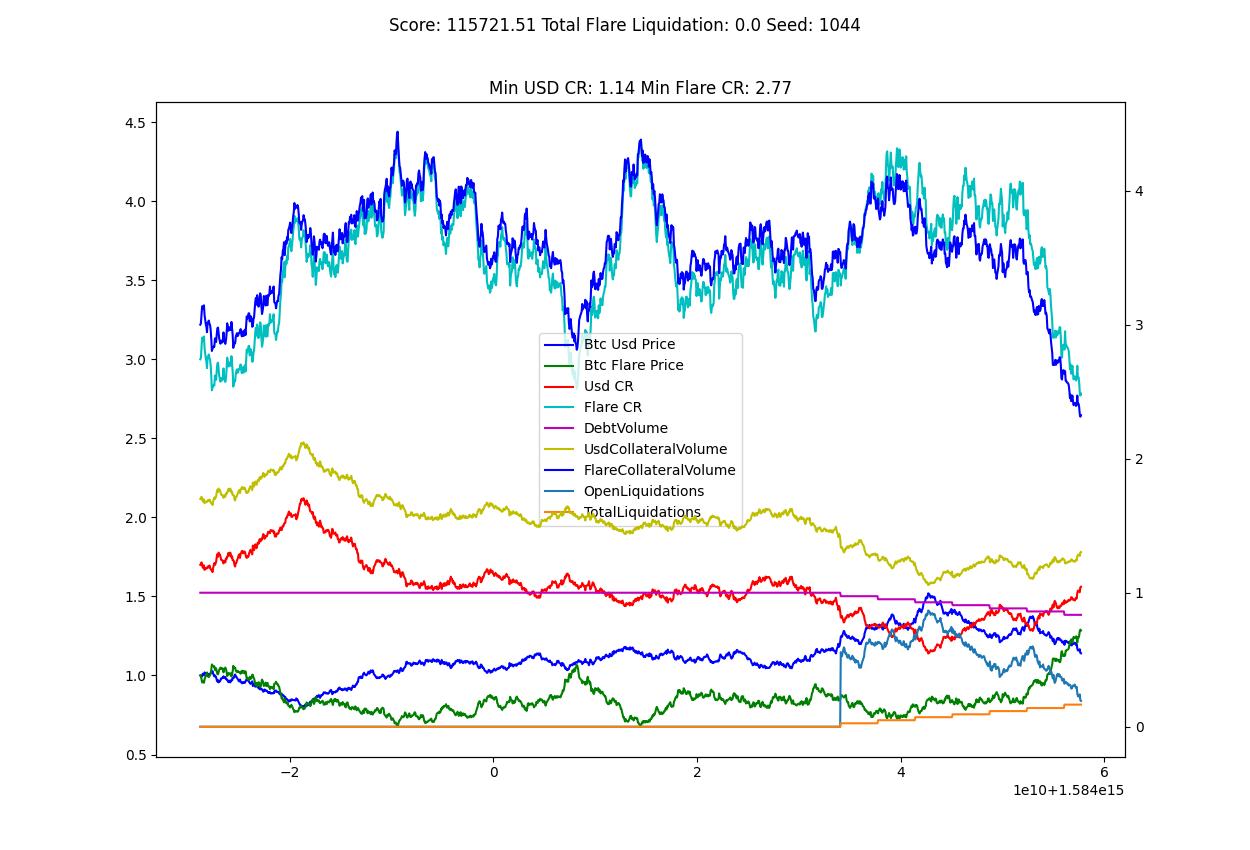 Score: 115721.51 Total Flare Liquidation: 0.0 Seed: 1044
Min USD CR: 1.14 Min Flare CR: 2.77
4.5
4.0
3.5
3.0
2.5
2.0
1.5
1.0
0.5
4
3
2
1
0
Btc Usd Price
Btc Flare Price
Usd CR
Flare CR
DebtVolume
UsdCollateralVolume
FlareCollateralVolume
OpenLiquidations
TotalLiquidations
−2 0 2 4 6
1e10+1.584e15